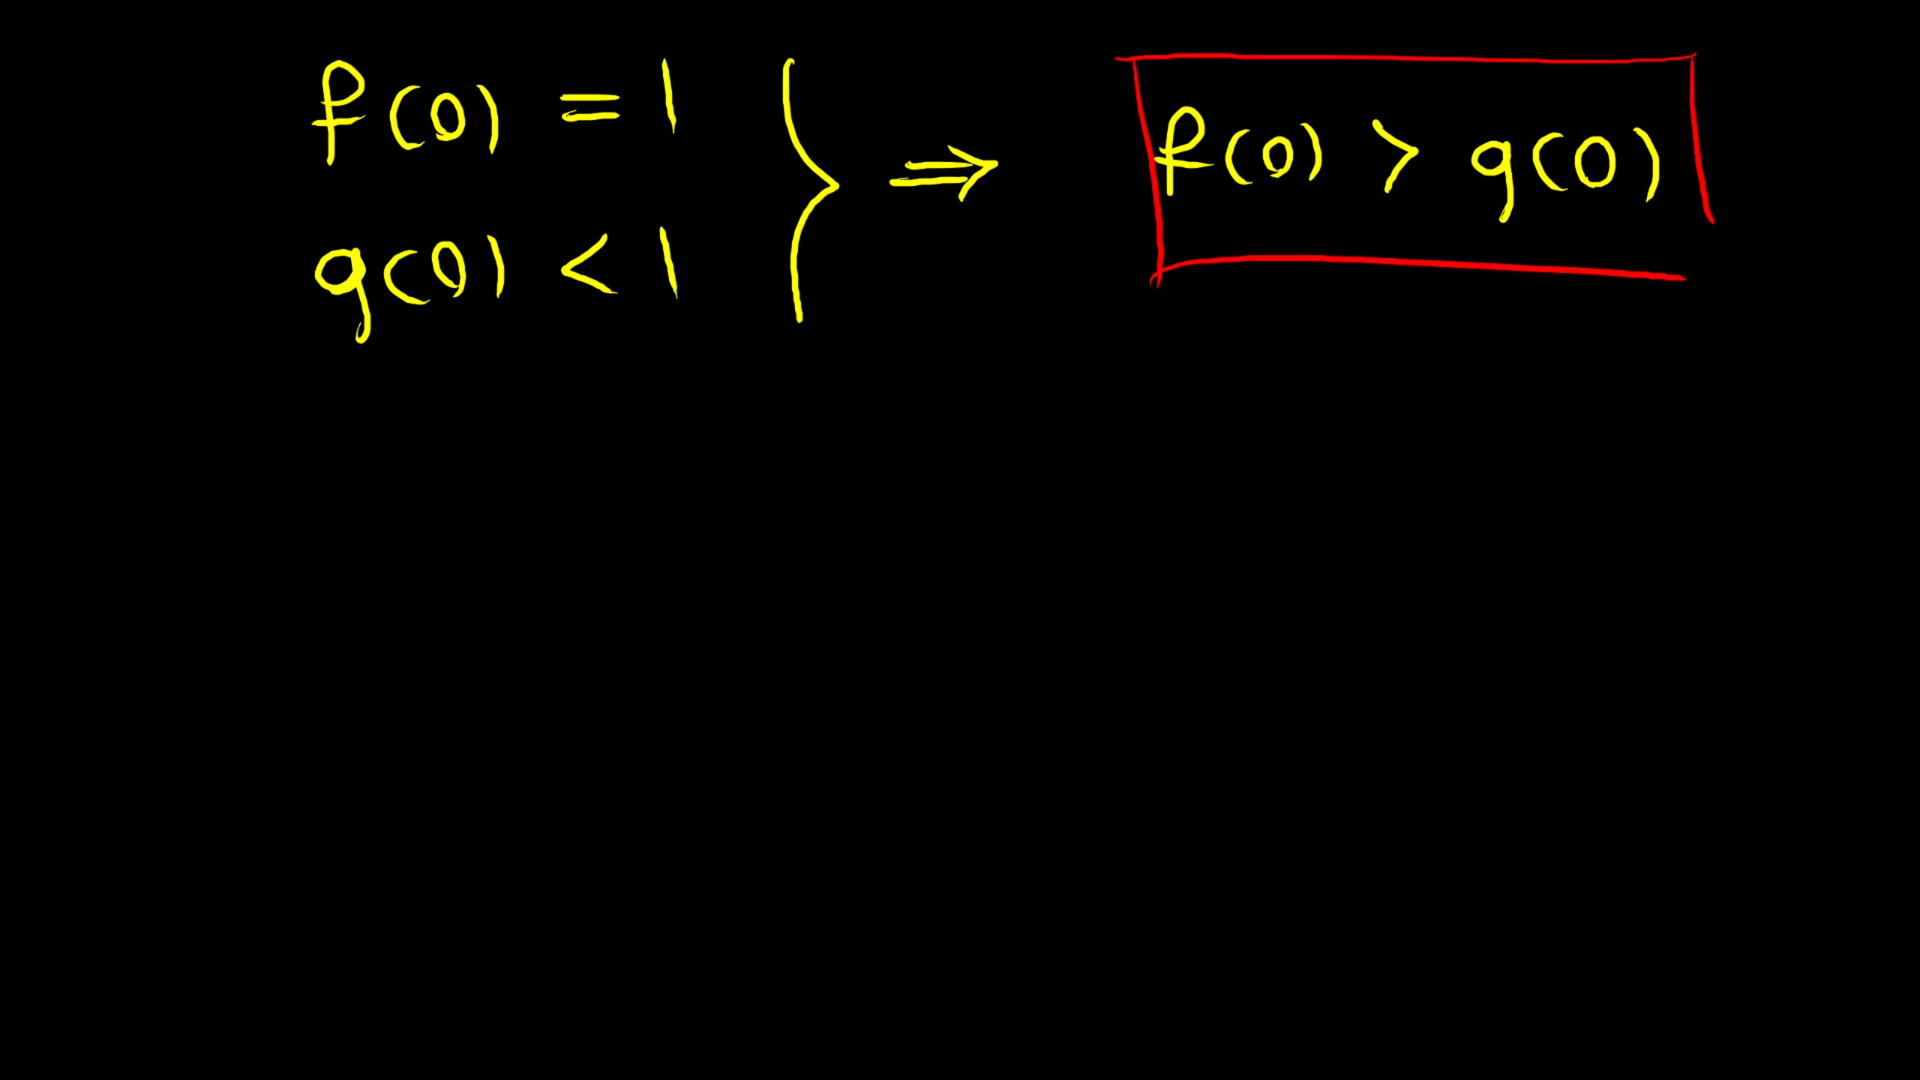 f(0) = 1
g(0) < 1
⇒ f(0) > g(0)